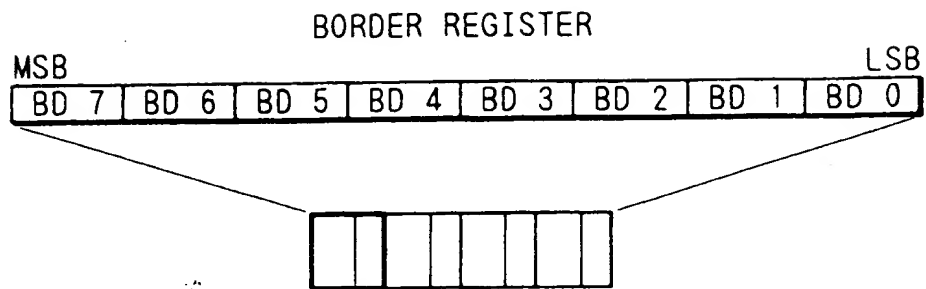 BORDER REGISTER
MSB LSB
BD 7 BD 6 BD 5 BD 4 BD 3 BD 2 BD 1 BD 0